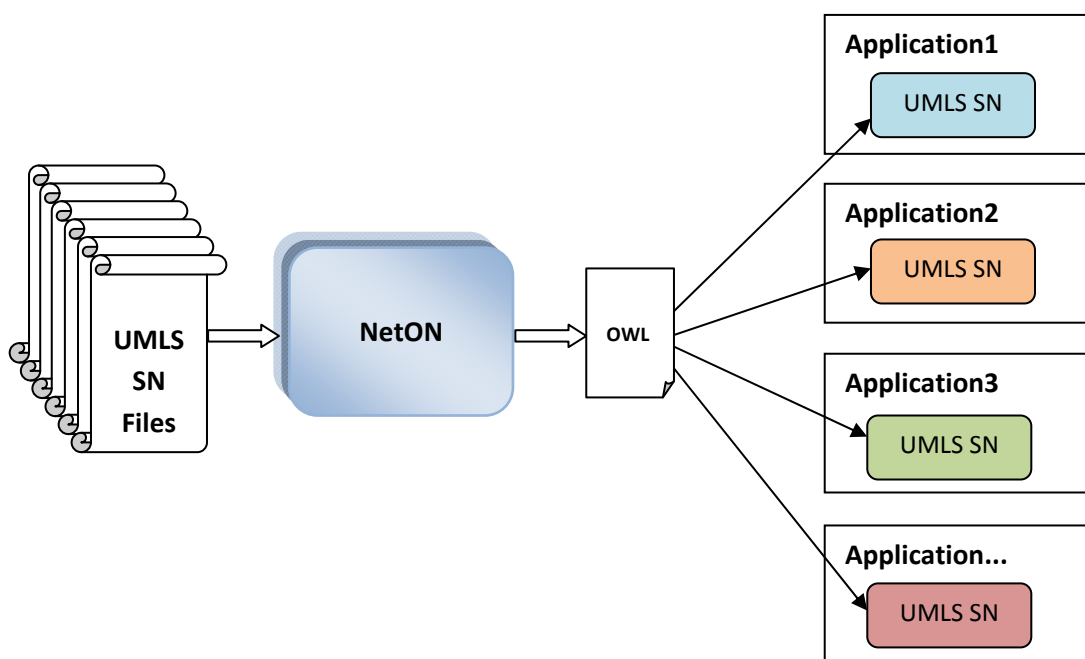 UMLS
SN
Files
NetON
OWL
Application1
UMLS SN
Application2
UMLS SN
Application3
UMLS SN
Application...
UMLS SN